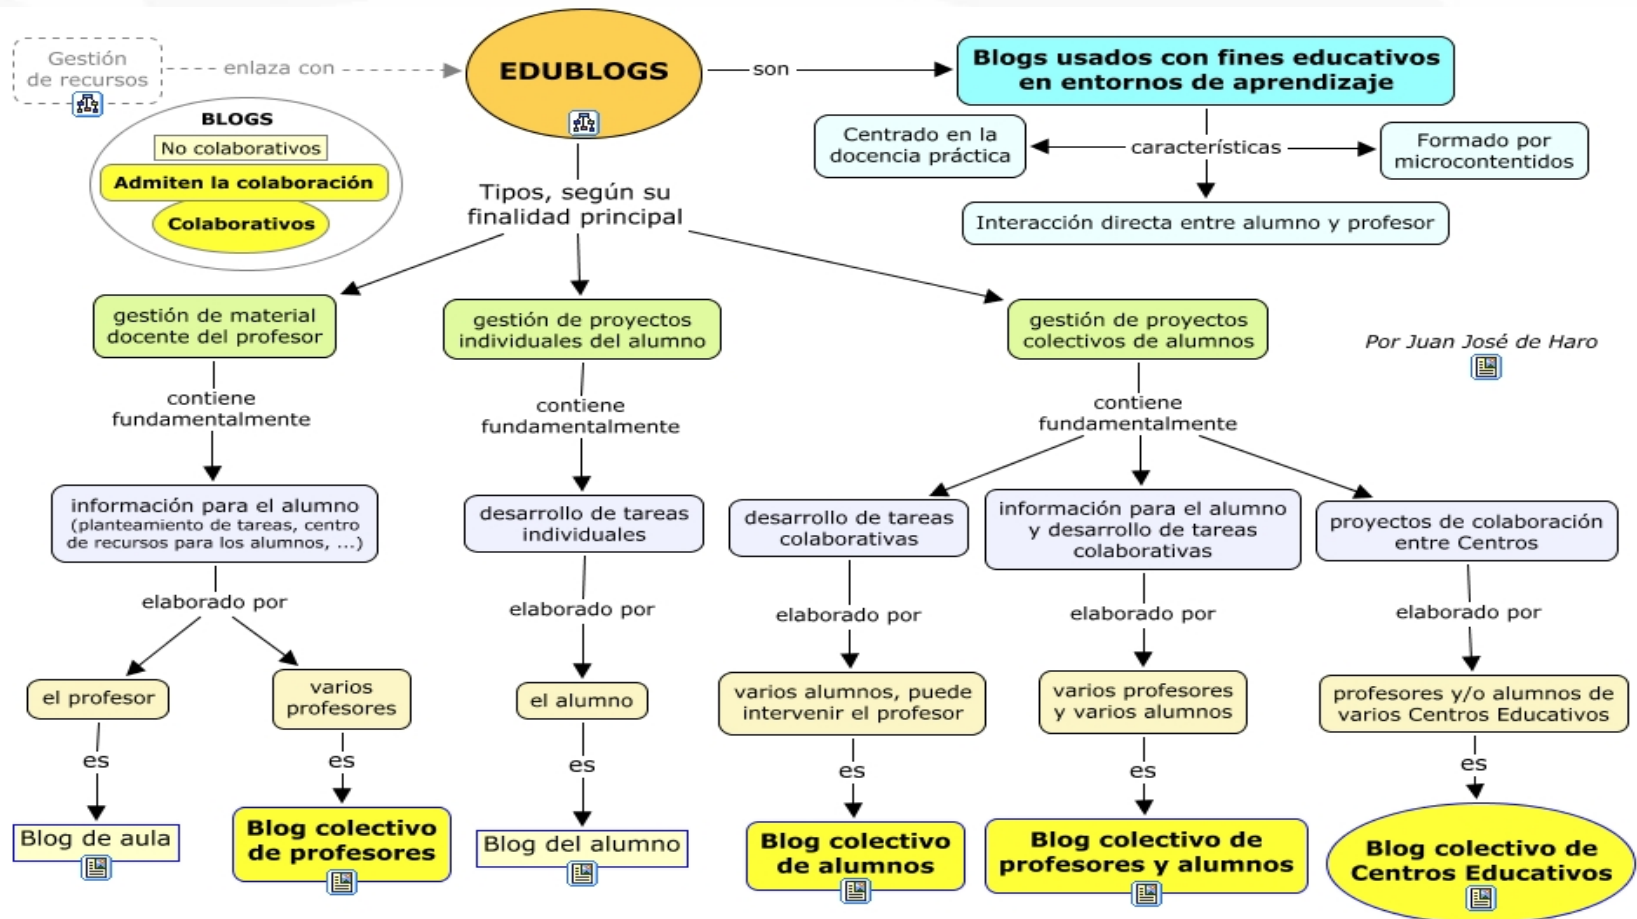 Gestión
de recursos
enlaza con
EDUBLOGS
son
Blogs usados con fines educativos
en entornos de aprendizaje
BLOGS
No colaborativos
Admiten la colaboración
Colaborativos
Centrado en la
docencia práctica
características
Formado por
microcontentidos
Interacción directa entre alumno y profesor
Tipos, según su
finalidad principal
gestión de material
docente del profesor
gestión de proyectos
individuales del alumno
gestión de proyectos
colectivos de alumnos
Por Juan José de Haro
contiene
fundamentalmente
contiene
fundamentalmente
contiene
fundamentalmente
información para el alumno
(planteamiento de tareas, centro
de recursos para los alumnos, ...)
desarrollo de tareas
individuales
desarrollo de tareas
colaborativas
información para el alumno
y desarrollo de tareas
colaborativas
proyectos de colaboración
entre Centros
elaborado por
elaborado por
elaborado por
elaborado por
elaborado por
el profesor
varios
profesores
el alumno
varios alumnos, puede
intervenir el profesor
varios profesores
y varios alumnos
profesores y/o alumnos de
varios Centros Educativos
es
es
es
es
es
es
Blog de aula
Blog colectivo
de profesores
Blog del alumno
Blog colectivo
de alumnos
Blog colectivo de
profesores y alumnos
Blog colectivo de
Centros Educativos